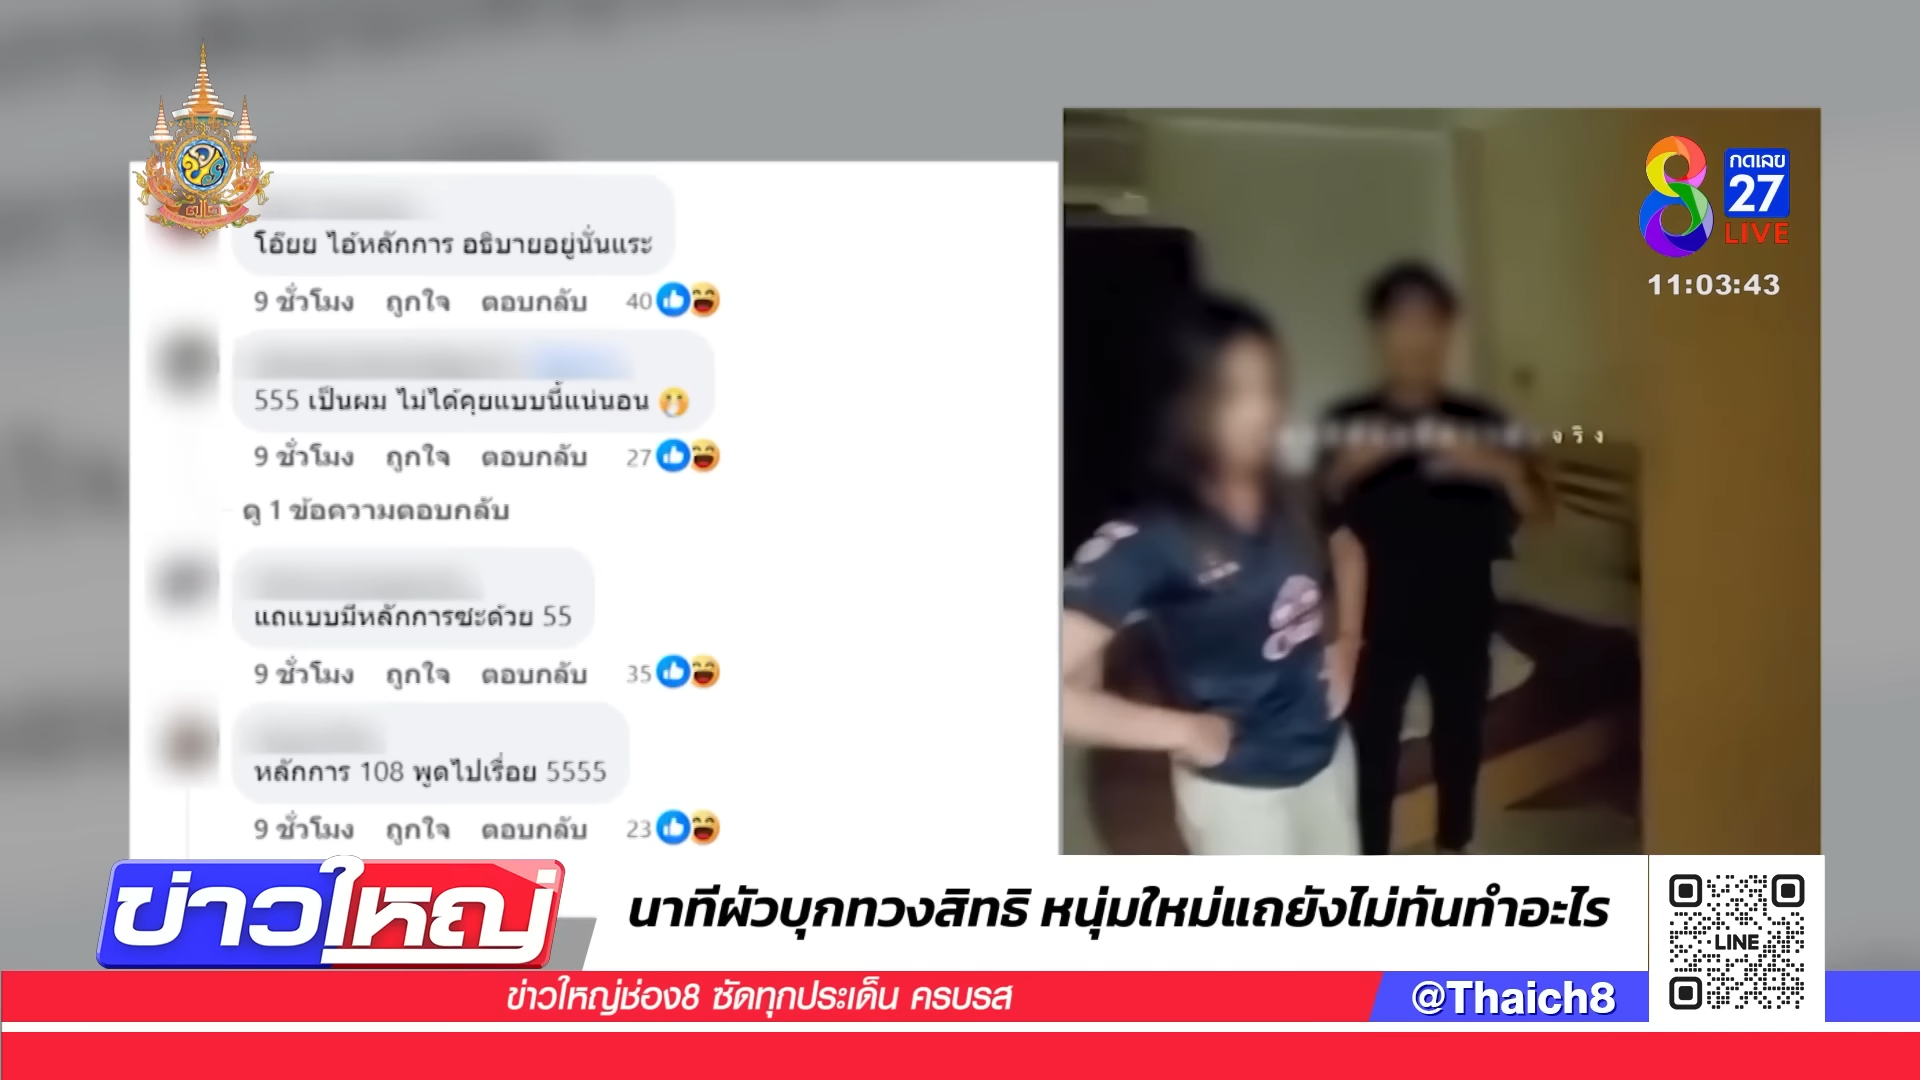 โอ๊ยย ไอ้หลักการ อธิบายอยู่นั่นแระ
9 ชั่วโมง ถูกใจ ตอบกลับ 40
555 เป็นผม ไม่ได้คุยแบบนี้แน่นอน
9 ชั่วโมง ถูกใจ ตอบกลับ 27
ดู 1 ข้อความตอบกลับ
แถแบบมีหลักการซะด้วย 55
9 ชั่วโมง ถูกใจ ตอบกลับ 35
หลักการ 108 พูดไปเรื่อย 5555
9 ชั่วโมง ถูกใจ ตอบกลับ 23
8 กดเลข
27
LIVE
11:03:43
จริง
ข่าวใหญ่
นาทีผัวบุกทวงสิทธิ หนุ่มใหม่แถยังไม่ทันทำอะไร
LINE
ข่าวใหญ่ช่อง8 ซัดทุกประเด็น ครบรส
@Thaich8